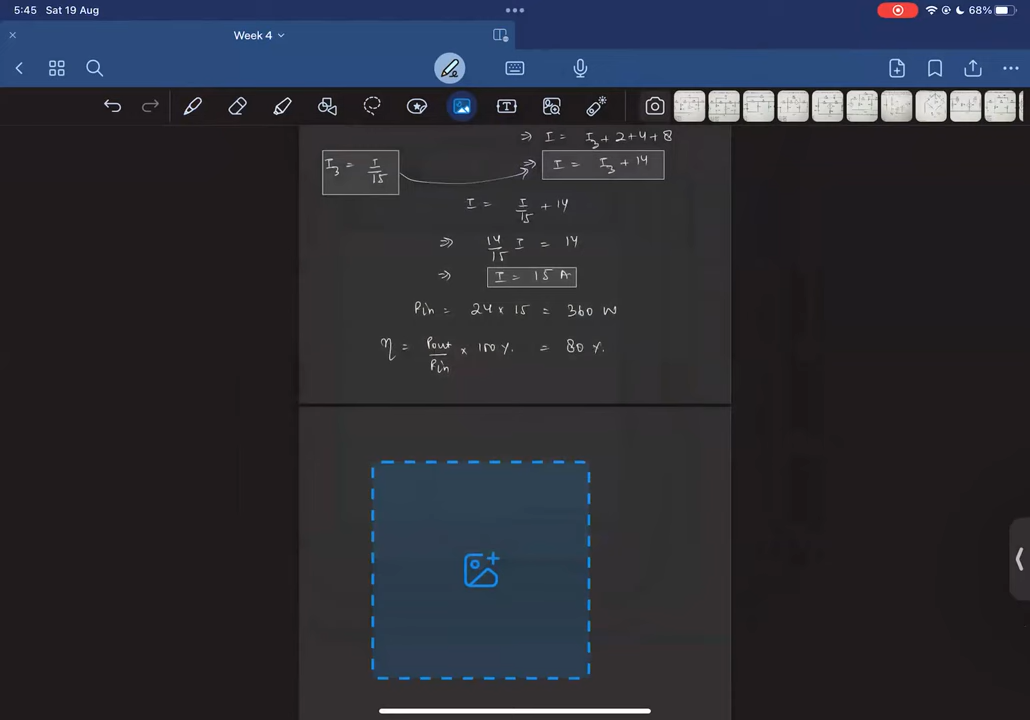 5:45 Sat 19 Aug
68%
Week 4
⇒ I = I₃ + 2 + 4 + 8
I₃ = I/15
⇒ I = I₃ + 14
I = I/15 + 14
⇒ 14/15 I = 14
⇒ I = 15 A
Pin = 24 × 15 = 360 W
η = Pout/Pin × 100 %. = 80 %.